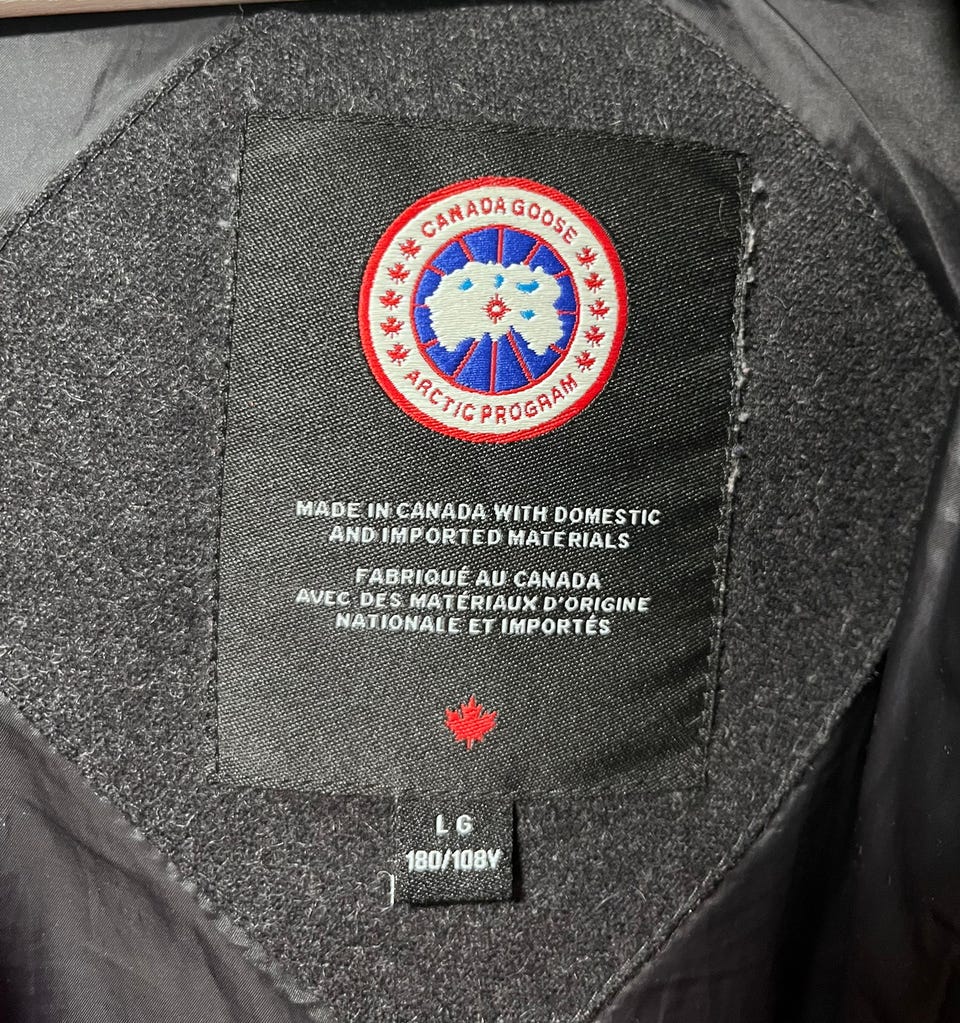 CANADA GOOSE
ARCTIC PROGRAM
MADE IN CANADA WITH DOMESTIC
AND IMPORTED MATERIALS
FABRIQUÉ AU CANADA
AVEC DES MATÉRIAUX D'ORIGINE
NATIONALE ET IMPORTÉS
LG
180/108Y